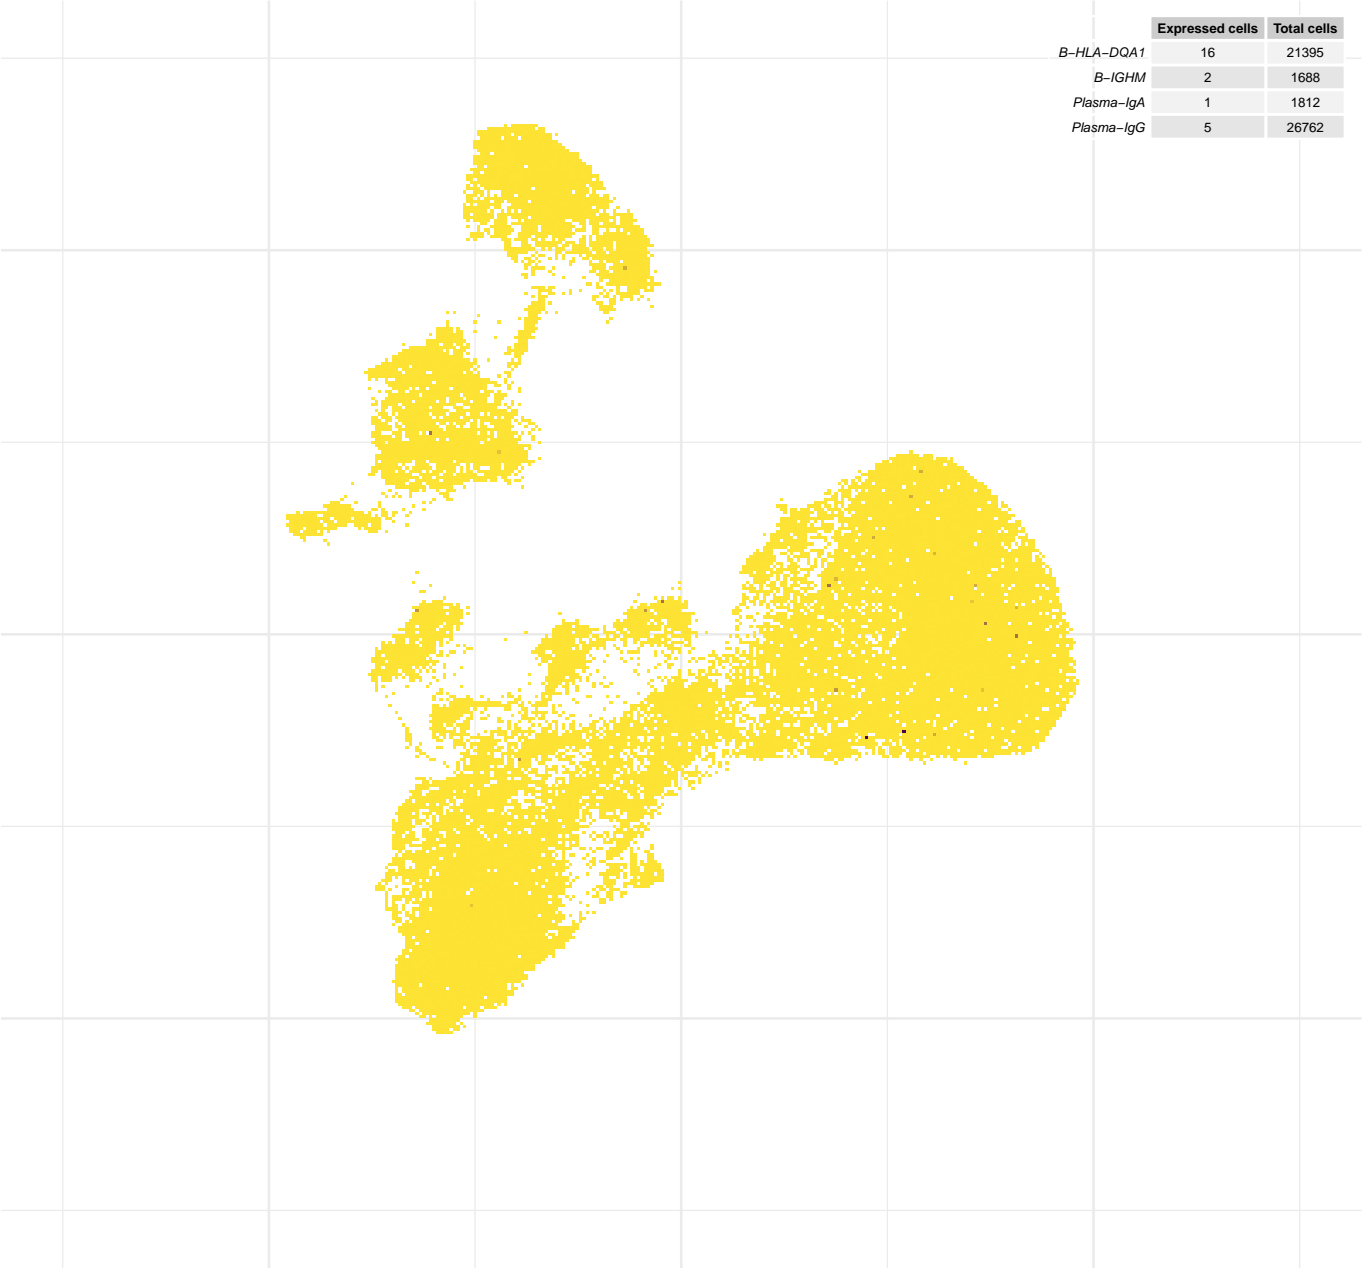 Expressed cells Total cells
B−HLA−DQA1 16 21395
B−IGHM 2 1688
Plasma−IgA 1 1812
Plasma−IgG 5 26762